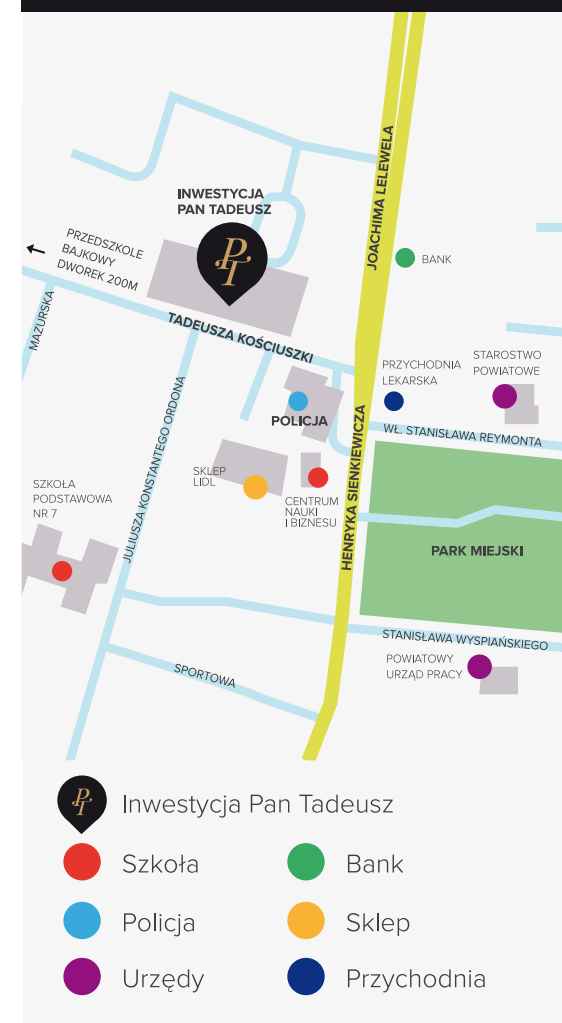 JOACHIMA LELEWELA
INWESTYCJA
PAN TADEUSZ
PT
PRZEDSZKOLE
BAJKOWY
DWOREK 200M
BANK
MAZURSKA
TADEUSZA KOŚCIUSZKI
STAROSTWO
POWIATOWE
PRZYCHODNIA
LEKARSKA
POLICJA
WŁ. STANISŁAWA REYMONTA
JULIUSZA KONSTANTEGO ORDONA
HENRYKA SIENKIEWICZA
SKLEP
LIDL
SZKOŁA
PODSTAWOWA
NR 7
CENTRUM
NAUKI
I BIZNESU
PARK MIEJSKI
STANISŁAWA WYSPIAŃSKIEGO
POWIATOWY
URZĄD PRACY
SPORTOWA
PT
Inwestycja Pan Tadeusz
Szkoła
Bank
Policja
Sklep
Urzędy
Przychodnia